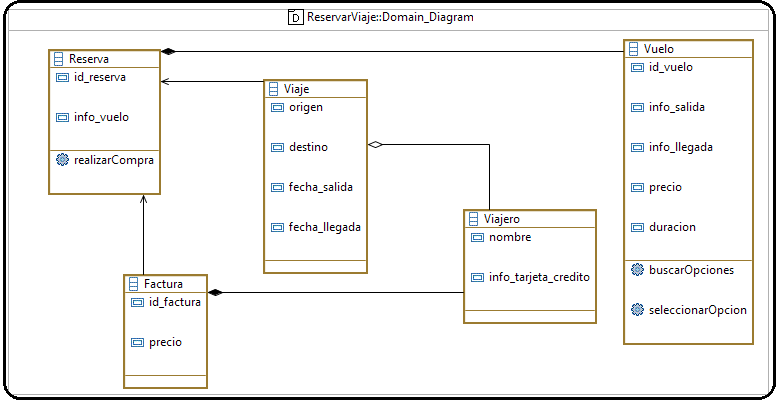 D ReservarViaje::Domain_Diagram
Reserva
id_reserva
info_vuelo
realizarCompra
Viaje
origen
destino
fecha_salida
fecha_llegada
Vuelo
id_vuelo
info_salida
info_llegada
precio
duracion
buscarOpciones
seleccionarOpcion
Viajero
nombre
info_tarjeta_credito
Factura
id_factura
precio